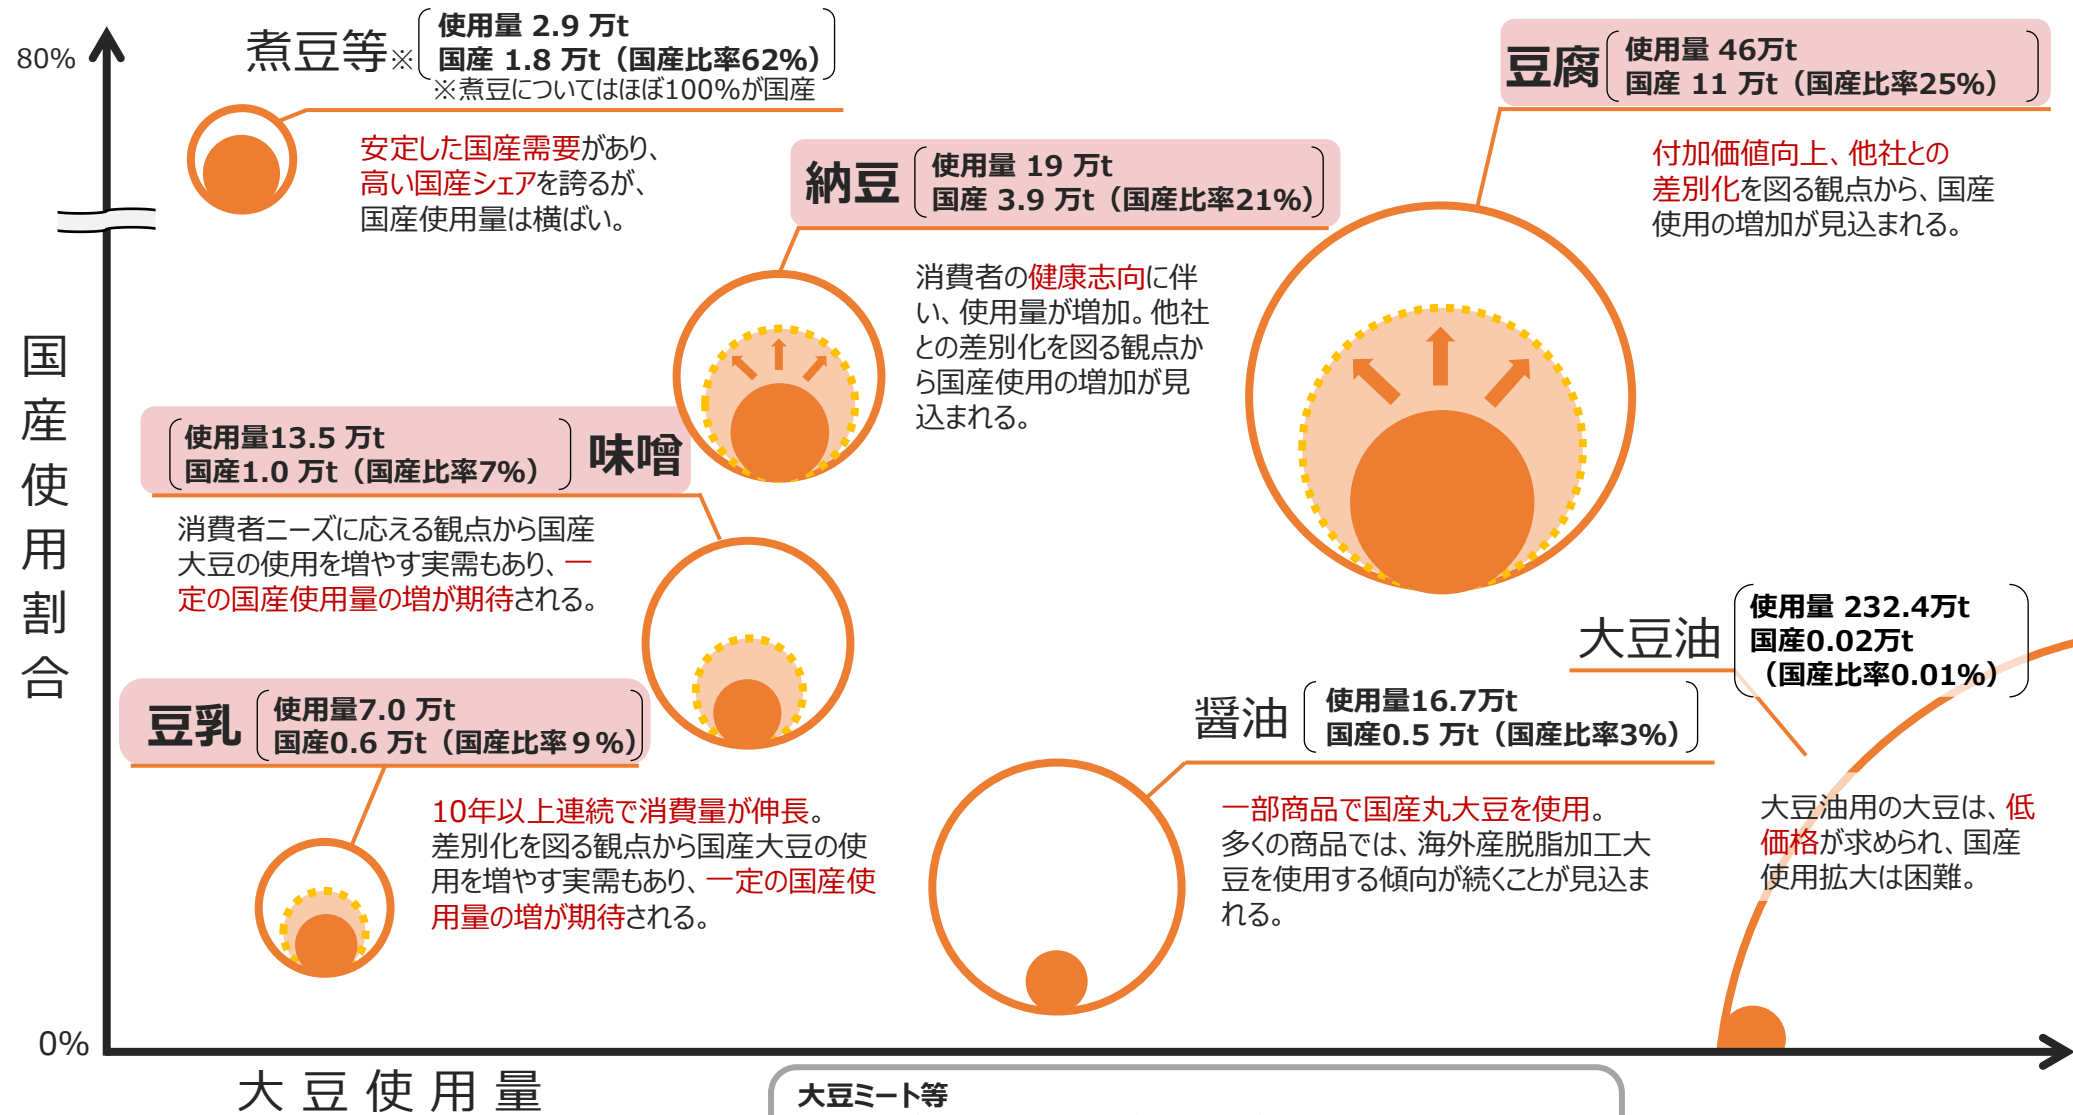 80%
煮豆等※
使用量 2.9 万t
国産 1.8 万t（国産比率62%）
※煮豆についてはほぼ100％が国産
安定した国産需要があり、
高い国産シェアを誇るが、
国産使用量は横ばい。
納豆
使用量 19 万t
国産 3.9 万t（国産比率21%）
消費者の健康志向に伴
い、使用量が増加。他社
との差別化を図る観点か
ら国産使用の増加が見
込まれる。
豆腐
使用量 46万t
国産 11 万t（国産比率25%）
付加価値向上、他社との
差別化を図る観点から、国産
使用の増加が見込まれる。
国産使用割合
使用量13.5 万t
国産1.0 万t（国産比率7%）
味噌
消費者ニーズに応える観点から国産
大豆の使用を増やす実需もあり、一
定の国産使用量の増が期待される。
豆乳
使用量7.0 万t
国産0.6 万t（国産比率９%）
10年以上連続で消費量が伸長。
差別化を図る観点から国産大豆の使
用を増やす実需もあり、一定の国産使
用量の増が期待される。
醤油
使用量16.7万t
国産0.5 万t（国産比率3%）
一部商品で国産丸大豆を使用。
多くの商品では、海外産脱脂加工大
豆を使用する傾向が続くことが見込ま
れる。
大豆油
使用量 232.4万t
国産0.02万t
（国産比率0.01%）
大豆油用の大豆は、低
価格が求められ、国産
使用拡大は困難。
0%
大豆使用量
大豆ミート等